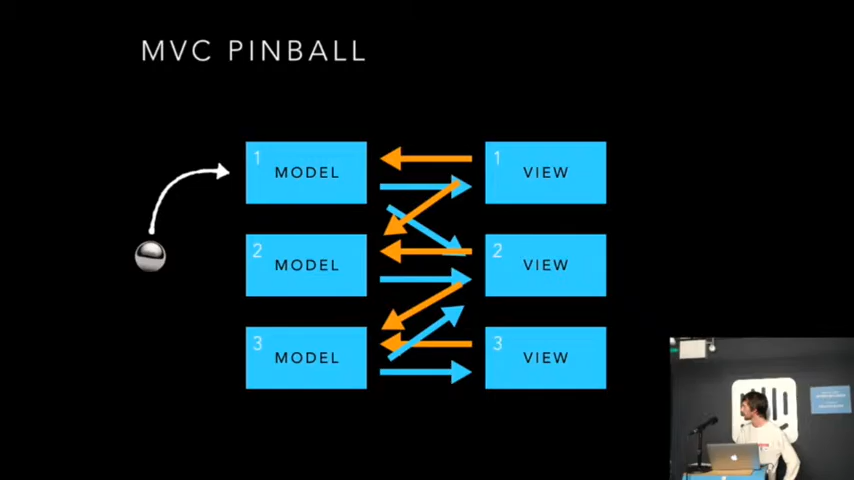 MVC PINBALL
1 MODEL
1 VIEW
2 MODEL
2 VIEW
3 MODEL
3 VIEW